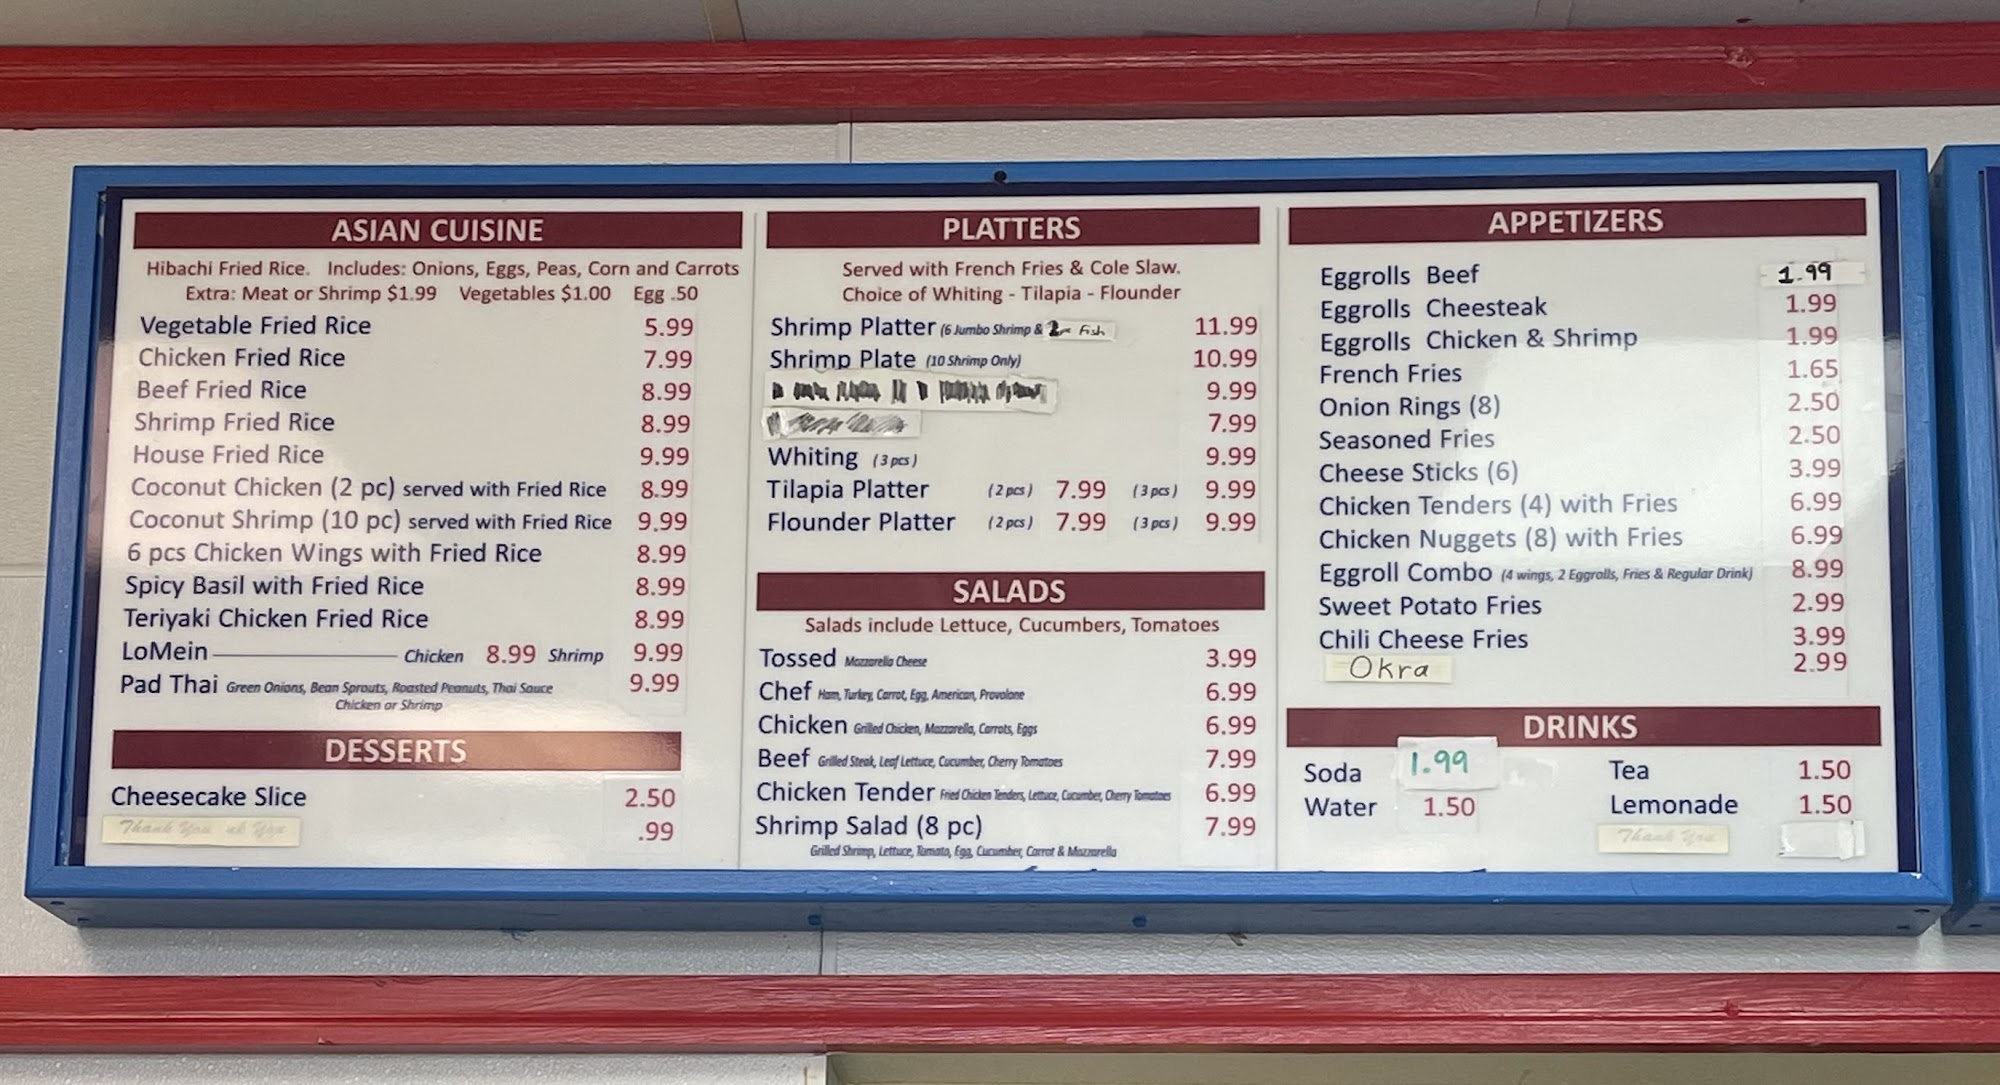 ASIAN CUISINE
Hibachi Fried Rice. Includes: Onions, Eggs, Peas, Corn and Carrots
Extra: Meat or Shrimp $1.99 Vegetables $1.00 Egg .50
Vegetable Fried Rice 5.99
Chicken Fried Rice 7.99
Beef Fried Rice 8.99
Shrimp Fried Rice 8.99
House Fried Rice 9.99
Coconut Chicken (2 pc) served with Fried Rice 8.99
Coconut Shrimp (10 pc) served with Fried Rice 9.99
6 pcs Chicken Wings with Fried Rice 8.99
Spicy Basil with Fried Rice 8.99
Teriyaki Chicken Fried Rice 8.99
LoMein Chicken 8.99 Shrimp 9.99
Pad Thai Green Onions, Bean Sprouts, Roasted Peanuts, Thai Sauce 9.99
Chicken or Shrimp
DESSERTS
Cheesecake Slice 2.50
Thank You You .99
PLATTERS
Served with French Fries & Cole Slaw.
Choice of Whiting - Tilapia - Flounder
Shrimp Platter (6 Jumbo Shrimp & Fish 11.99
Shrimp Plate (10 Shrimp Only) 10.99
9.99
7.99
Whiting (3 pcs) 9.99
Tilapia Platter (2 pcs) 7.99 (3 pcs) 9.99
Flounder Platter (2 pcs) 7.99 (3 pcs) 9.99
SALADS
Salads include Lettuce, Cucumbers, Tomatoes
Tossed Mozzarella Cheese 3.99
Chef Ham, Turkey, Carrot, Egg, American, Provolone 6.99
Chicken Grilled Chicken, Mozzarella, Carrots, Eggs 6.99
Beef Grilled Steak, Leaf Lettuce, Cucumber, Cherry Tomatoes 7.99
Chicken Tender Fried Chicken Tenders, Lettuce, Cucumber, Cherry Tomatoes 6.99
Shrimp Salad (8 pc) 7.99
Grilled Shrimp, Lettuce, Tomato, Egg, Cucumber, Carrot & Mozzarella
APPETIZERS
Eggrolls Beef 1.99
Eggrolls Cheesteak 1.99
Eggrolls Chicken & Shrimp 1.99
French Fries 1.65
Onion Rings (8) 2.50
Seasoned Fries 2.50
Cheese Sticks (6) 3.99
Chicken Tenders (4) with Fries 6.99
Chicken Nuggets (8) with Fries 6.99
Eggroll Combo (4 wings, 2 Eggrolls, Fries & Regular Drink) 8.99
Sweet Potato Fries 2.99
Chili Cheese Fries 3.99
Okra 2.99
DRINKS
Soda 1.99 Tea 1.50
Water 1.50 Lemonade 1.50
Thank You